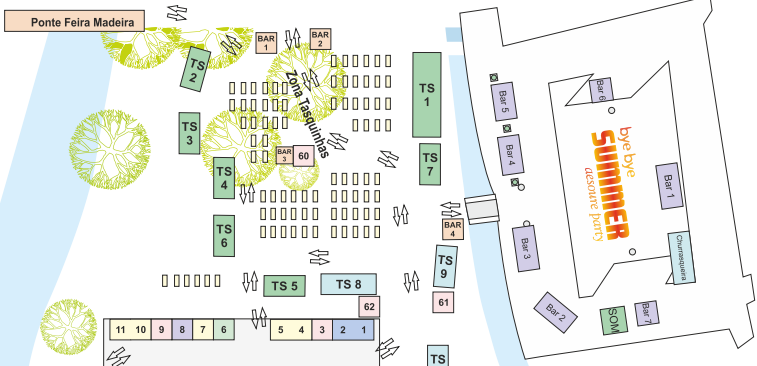 Ponte Feira Madeira
BAR
1
BAR
2
TS
2
Zona Tasquinhas
TS
1
TS
3
BAR
3
60
TS
7
TS
4
TS
6
BAR
4
TS
9
TS 5
TS 8
61
62
11 10 9 8 7 6
5 4 3 2 1
TS
Bar 5
Bar 6
Bar 4
bye bye
SUMMER
aesoure party
Bar 1
Bar 3
Churrasqueira
Bar 2
SOM
Bar 7